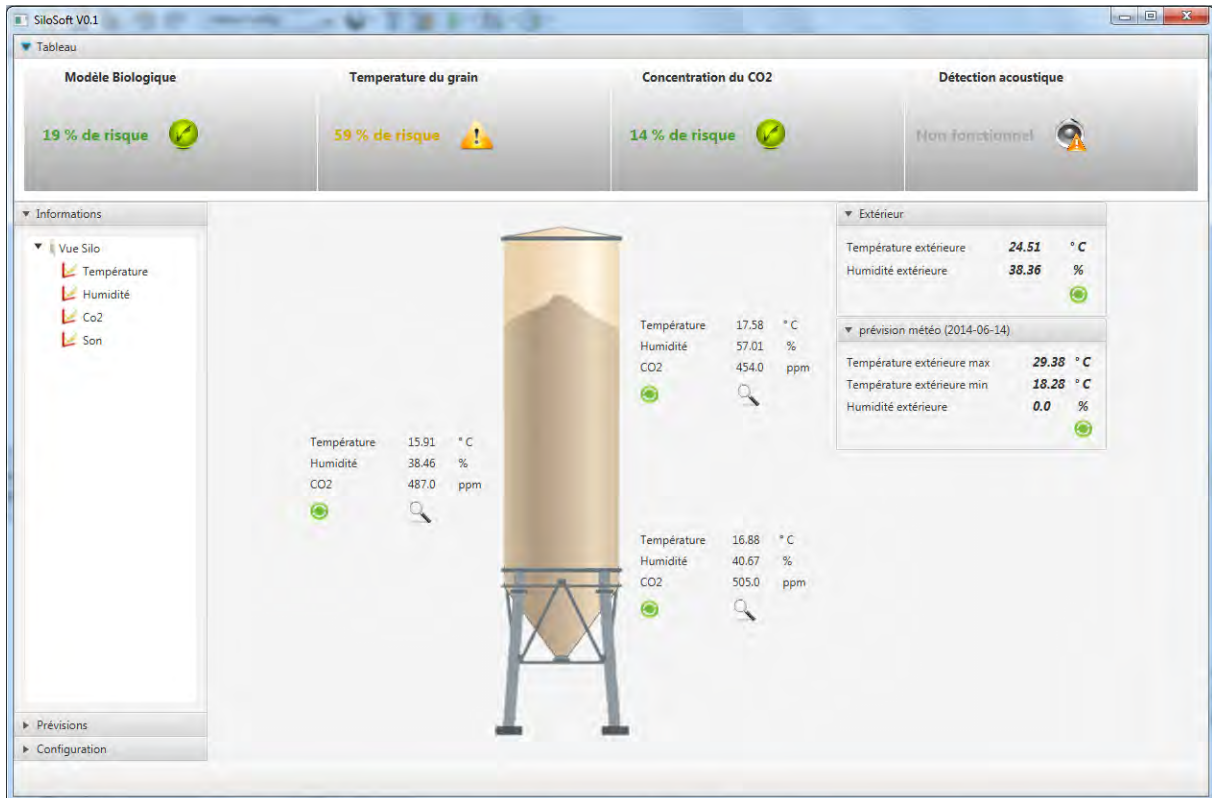 SiloSoft V0.1
Tableau
Modèle Biologique
19 % de risque
Temperature du grain
59 % de risque
Concentration du CO2
14 % de risque
Détection acoustique
Non fonctionnel
Informations
Vue Silo
Température
Humidité
Co2
Son
Prévisions
Configuration
Température 15.91 ° C
Humidité 38.46 %
CO2 487.0 ppm
Température 17.58 ° C
Humidité 57.01 %
CO2 454.0 ppm
Température 16.88 ° C
Humidité 40.67 %
CO2 505.0 ppm
Extérieur
Température extérieure 24.51 ° C
Humidité extérieure 38.36 %
prévision météo (2014-06-14)
Température extérieure max 29.38 ° C
Température extérieure min 18.28 ° C
Humidité extérieure 0.0 %